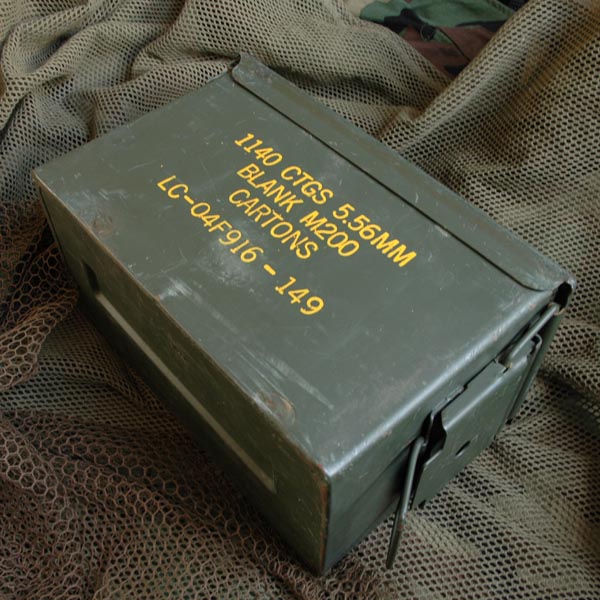 1140 CTGS 5.56MM
BLANK M200
CARTONS
LC-04F916-149